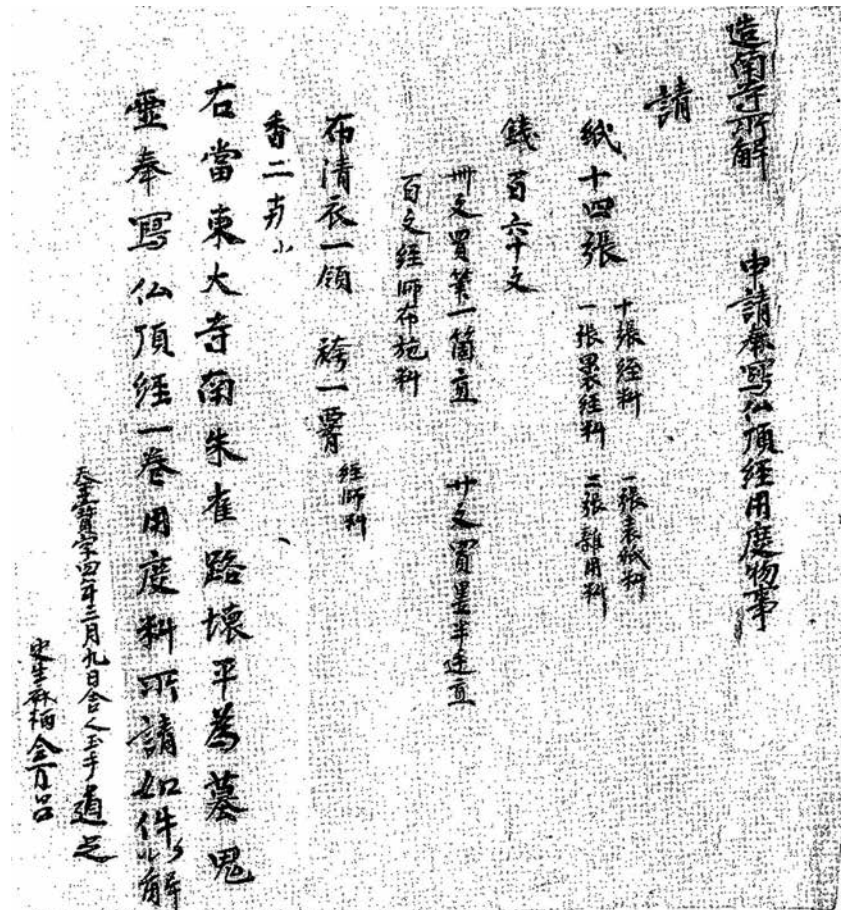 造南寺所解　申請奉寫仏頂経用度物事
請
紙十四張　十張経料　一張表紙料
一張褁経料　二張雜用料
錢百六十文
卌文買筆一箇直　廿文買墨半廷直
百文経師布施料
布清衣一領　袴一腰　経師料
香二両小
右當東大寺南朱雀路壊平為墓鬼
霊奉寫仏頂経一巻用度料所請如件以解
天平寳字四年三月九日舎人玉手道足
史生麻柄全万呂